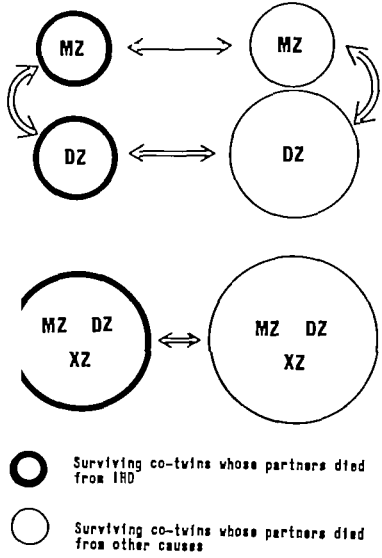 MZ MZ
DZ DZ
MZ DZ MZ DZ
XZ XZ
Surviving co-twins whose partners died
from IHD
Surviving co-twins whose partners died
from other causes